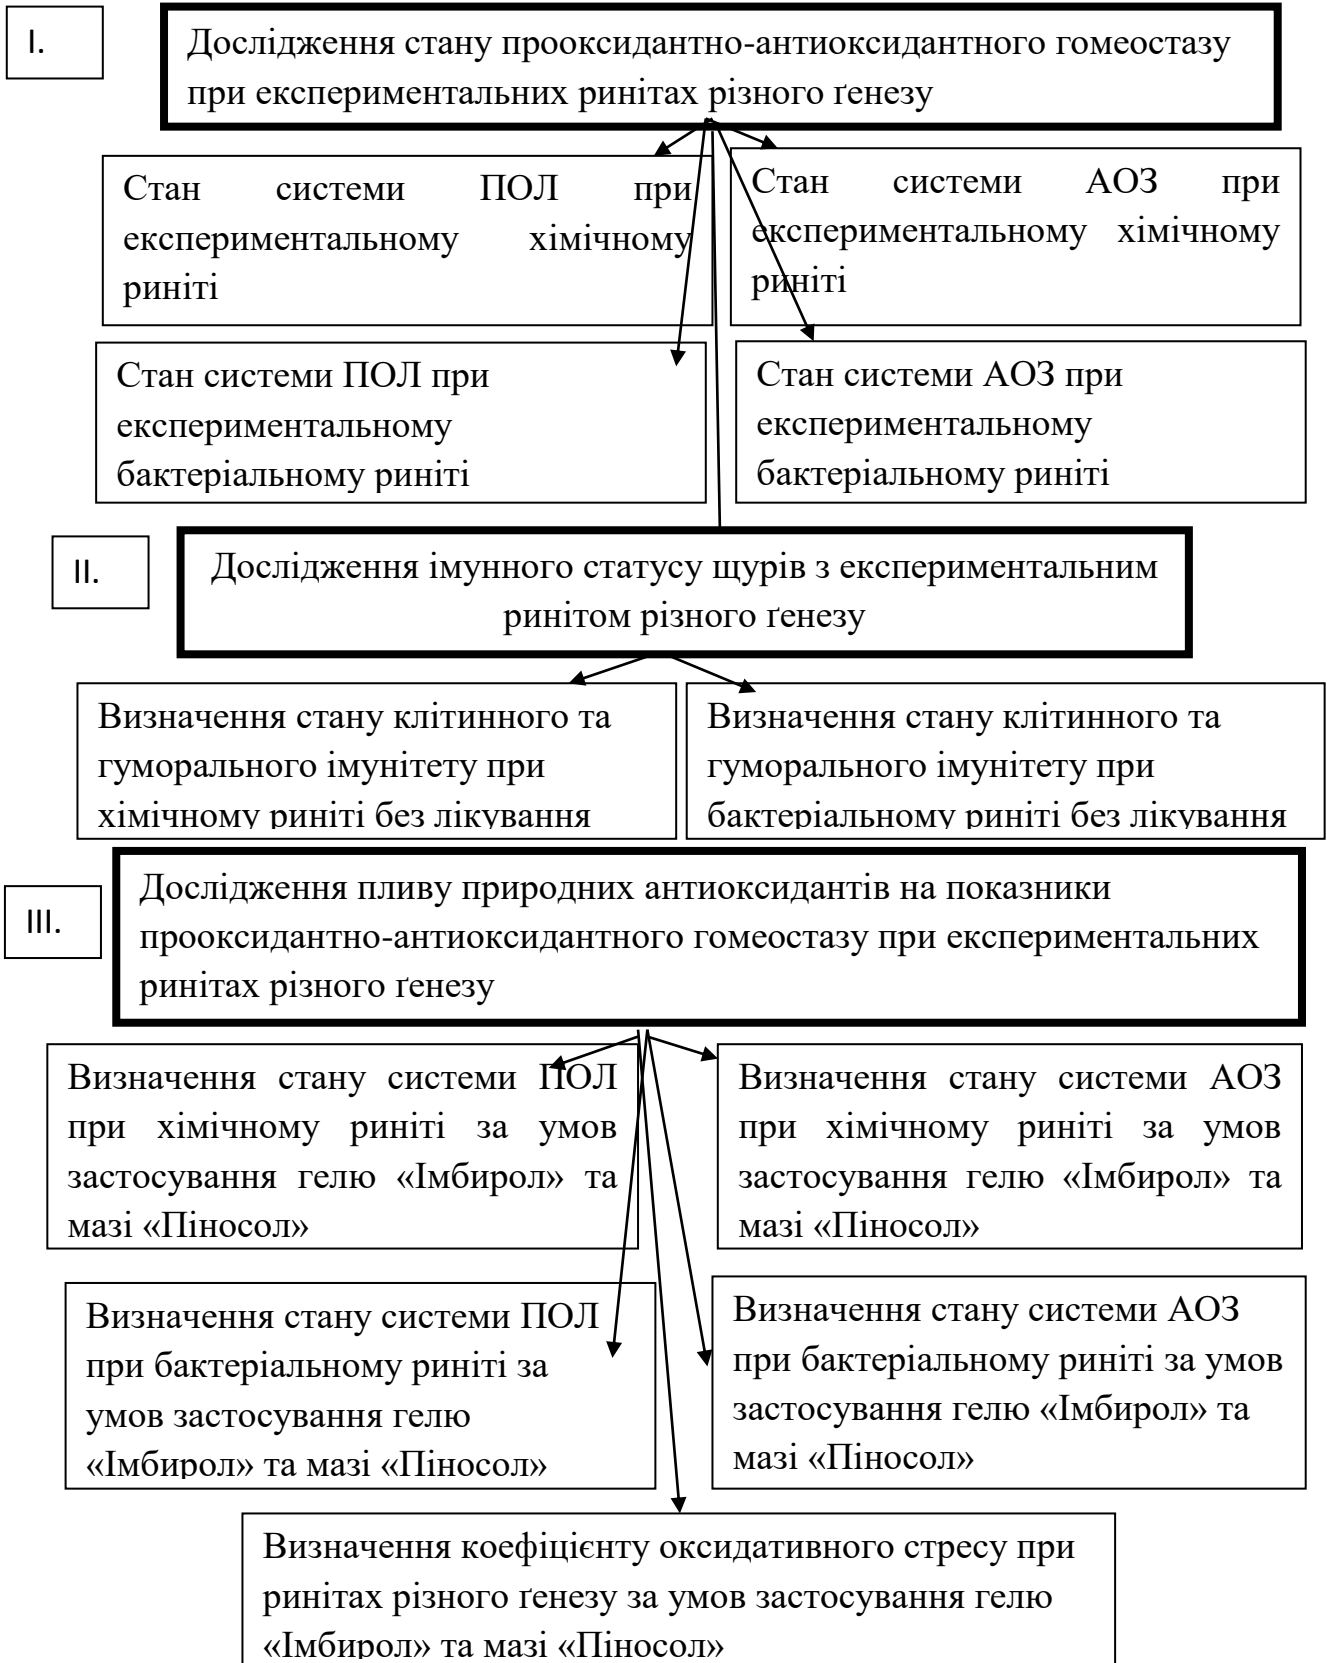 I.
Дослідження стану прооксидантно-антиоксидантного гомеостазу
при експериментальних ринітах різного ґенезу
Стан системи ПОЛ при
експериментальному хімічному
риніті
Стан системи АОЗ при
експериментальному хімічному
риніті
Стан системи ПОЛ при
експериментальному
бактеріальному риніті
Стан системи АОЗ при
експериментальному
бактеріальному риніті
II.
Дослідження імунного статусу щурів з експериментальним
ринітом різного ґенезу
Визначення стану клітинного та
гуморального імунітету при
хімічному риніті без лікування
Визначення стану клітинного та
гуморального імунітету при
бактеріальному риніті без лікування
III.
Дослідження пливу природних антиоксидантів на показники
прооксидантно-антиоксидантного гомеостазу при експериментальних
ринітах різного ґенезу
Визначення стану системи ПОЛ
при хімічному риніті за умов
застосування гелю «Імбирол» та
мазі «Піносол»
Визначення стану системи АОЗ
при хімічному риніті за умов
застосування гелю «Імбирол» та
мазі «Піносол»
Визначення стану системи ПОЛ
при бактеріальному риніті за
умов застосування гелю
«Імбирол» та мазі «Піносол»
Визначення стану системи АОЗ
при бактеріальному риніті за умов
застосування гелю «Імбирол» та
мазі «Піносол»
Визначення коефіцієнту оксидативного стресу при
ринітах різного ґенезу за умов застосування гелю
«Імбирол» та мазі «Піносол»